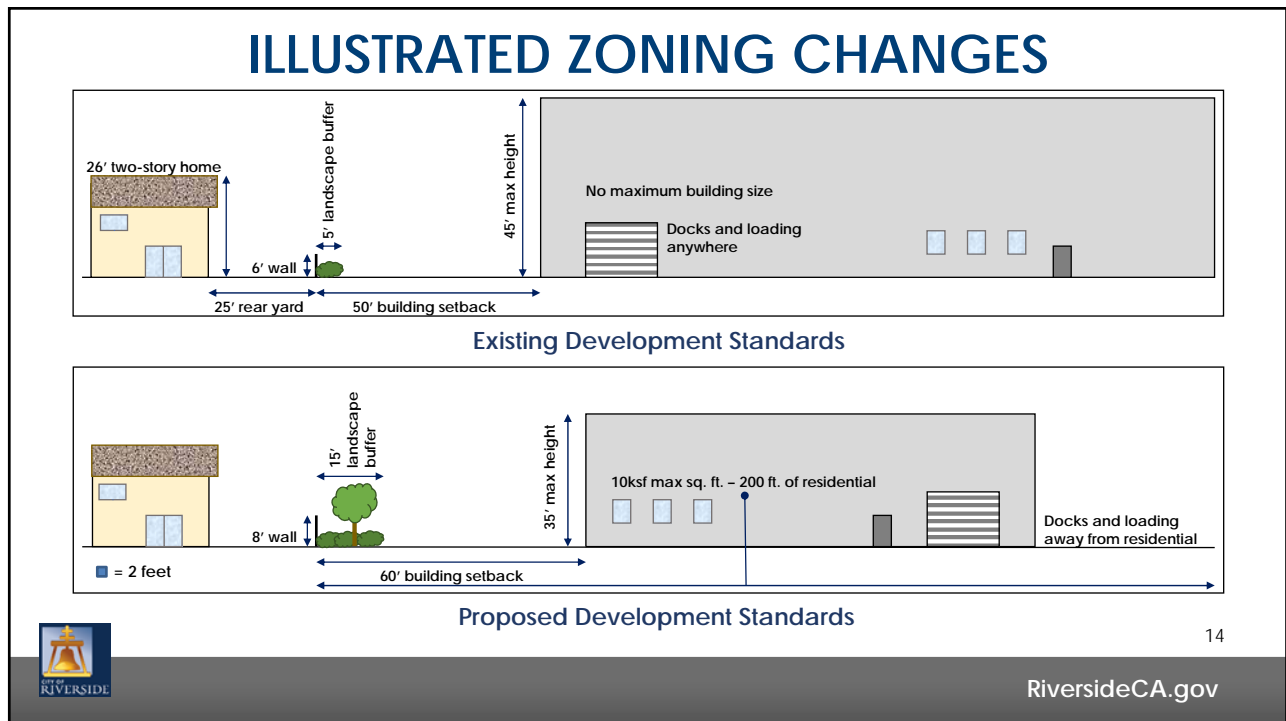 ILLUSTRATED ZONING CHANGES
26’ two-story home
5’ landscape buffer
45’ max height
No maximum building size
Docks and loading
anywhere
6’ wall
25’ rear yard
50’ building setback
Existing Development Standards
15’
landscape
buffer
35’ max height
10ksf max sq. ft. – 200 ft. of residential
8’ wall
Docks and loading
away from residential
= 2 feet
60’ building setback
Proposed Development Standards
14
CITY OF
RIVERSIDE
RiversideCA.gov